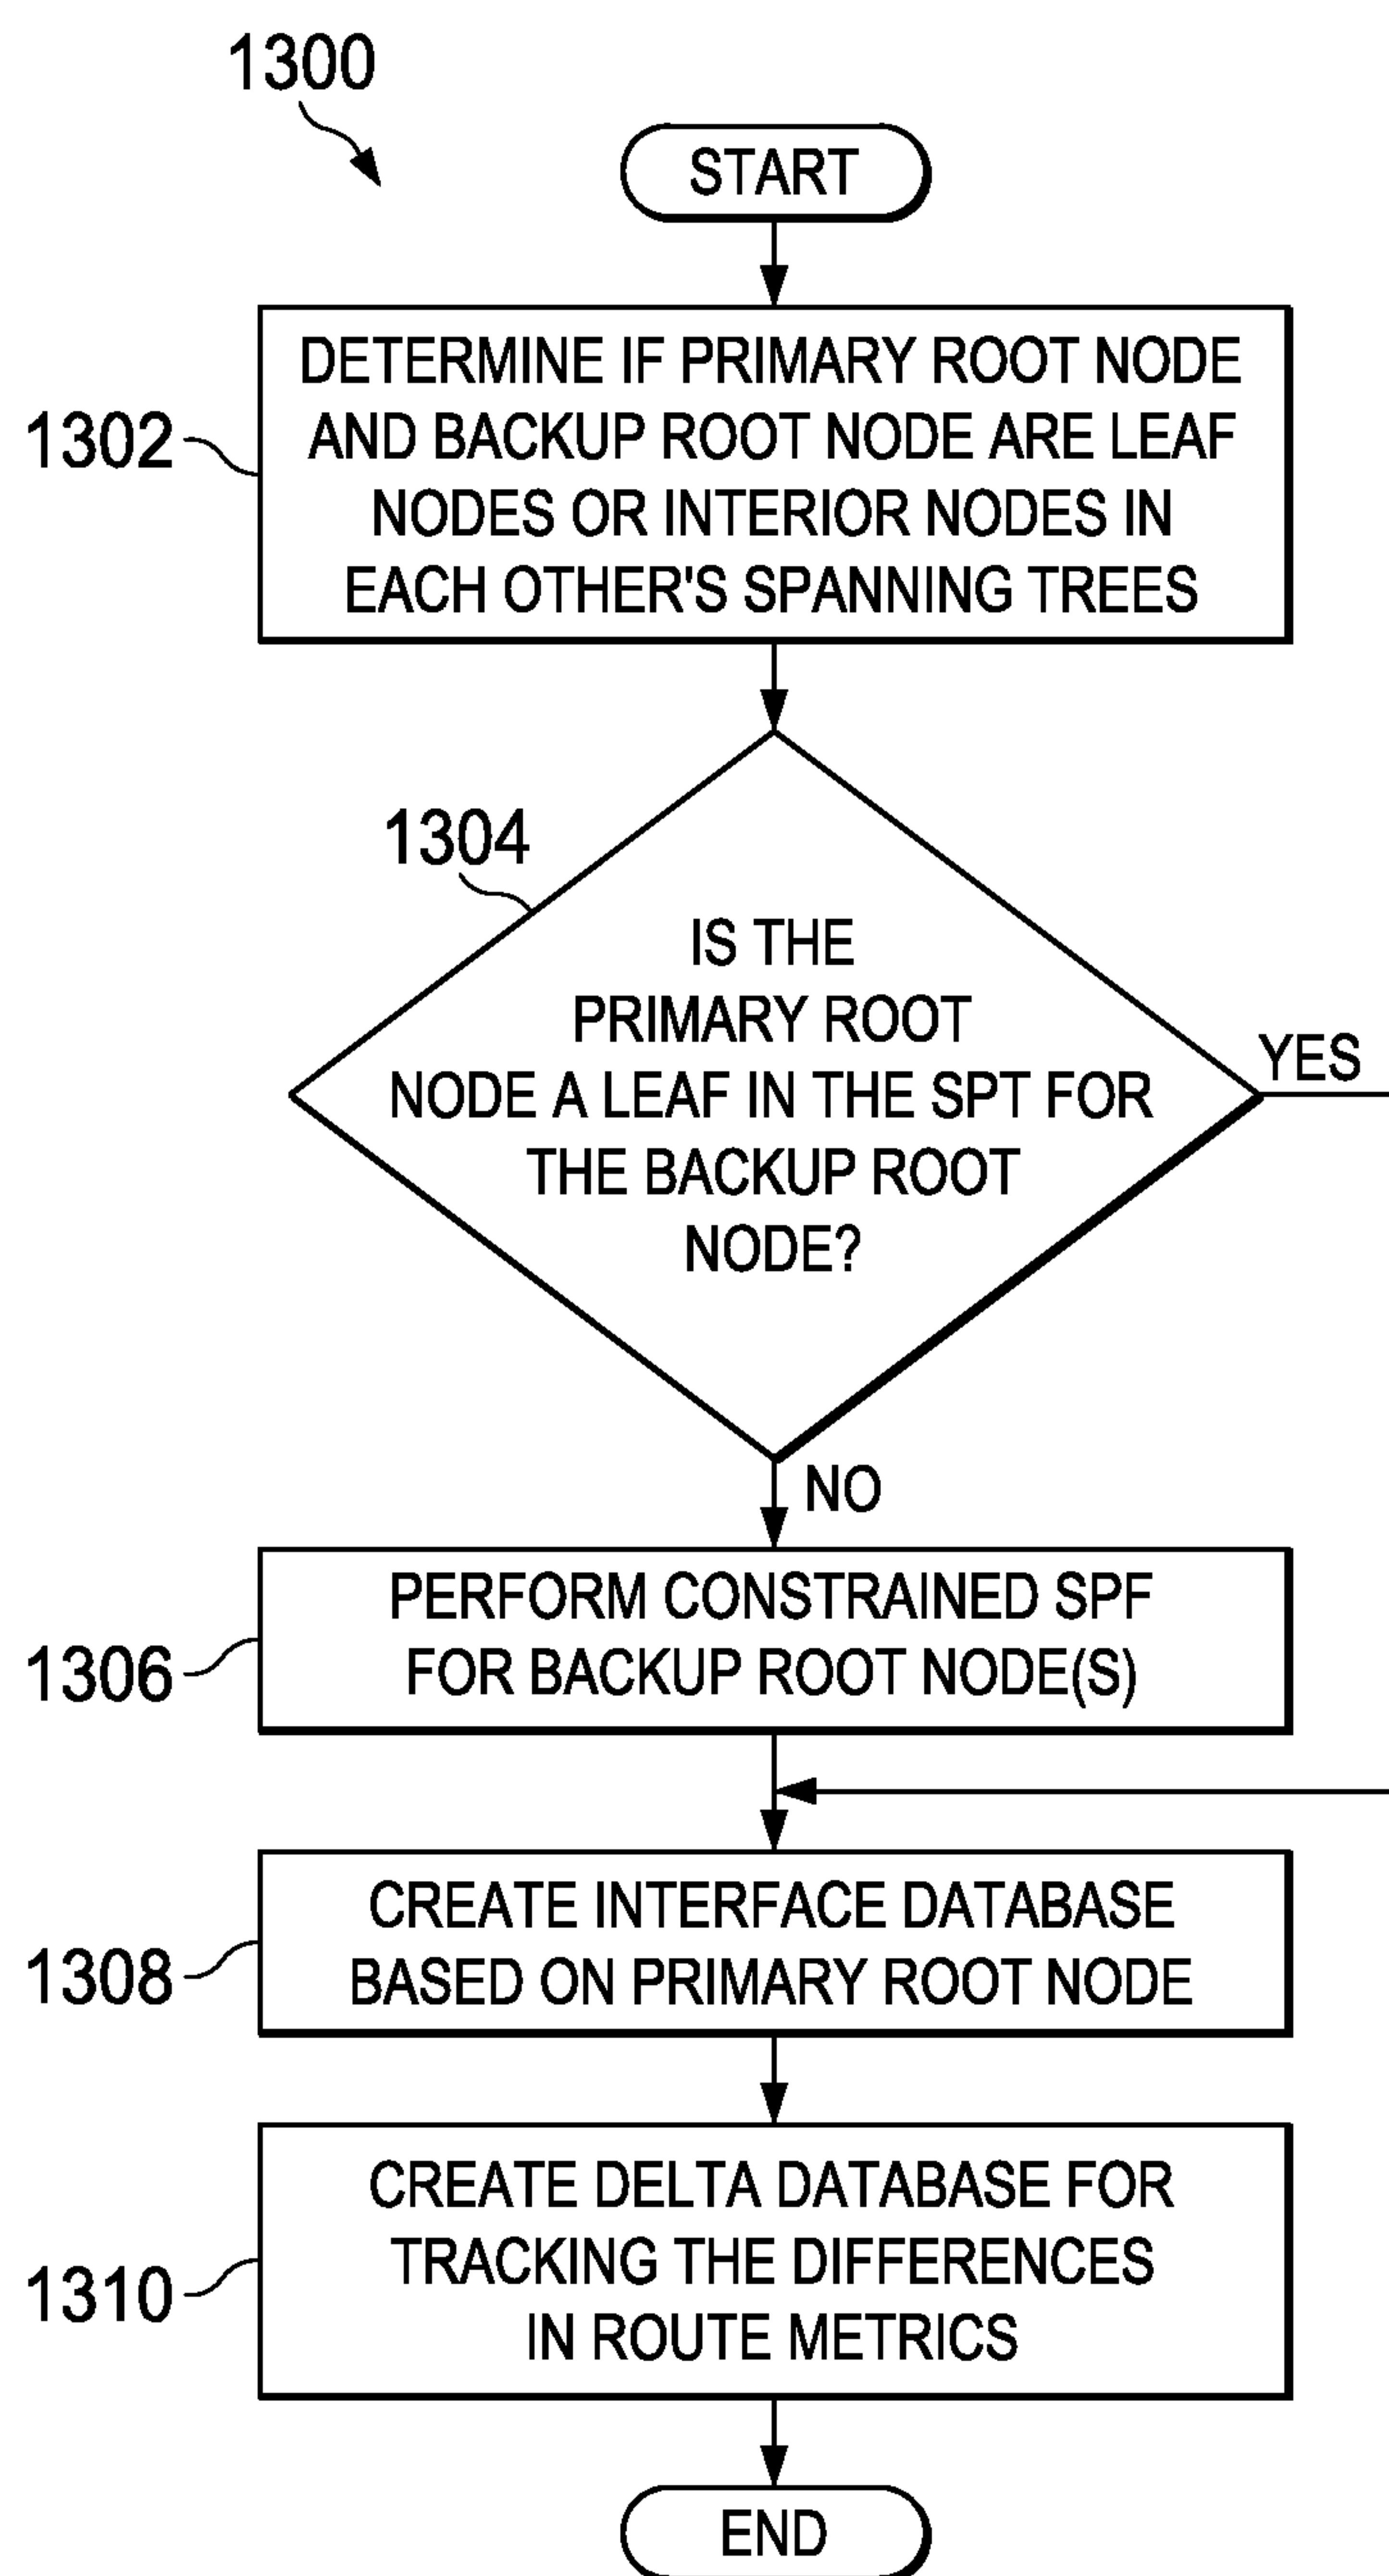 1300
START
1302
DETERMINE IF PRIMARY ROOT NODE
AND BACKUP ROOT NODE ARE LEAF
NODES OR INTERIOR NODES IN
EACH OTHER'S SPANNING TREES
1304
IS THE
PRIMARY ROOT
NODE A LEAF IN THE SPT FOR
THE BACKUP ROOT
NODE?
YES
NO
1306
PERFORM CONSTRAINED SPF
FOR BACKUP ROOT NODE(S)
1308
CREATE INTERFACE DATABASE
BASED ON PRIMARY ROOT NODE
1310
CREATE DELTA DATABASE FOR
TRACKING THE DIFFERENCES
IN ROUTE METRICS
END